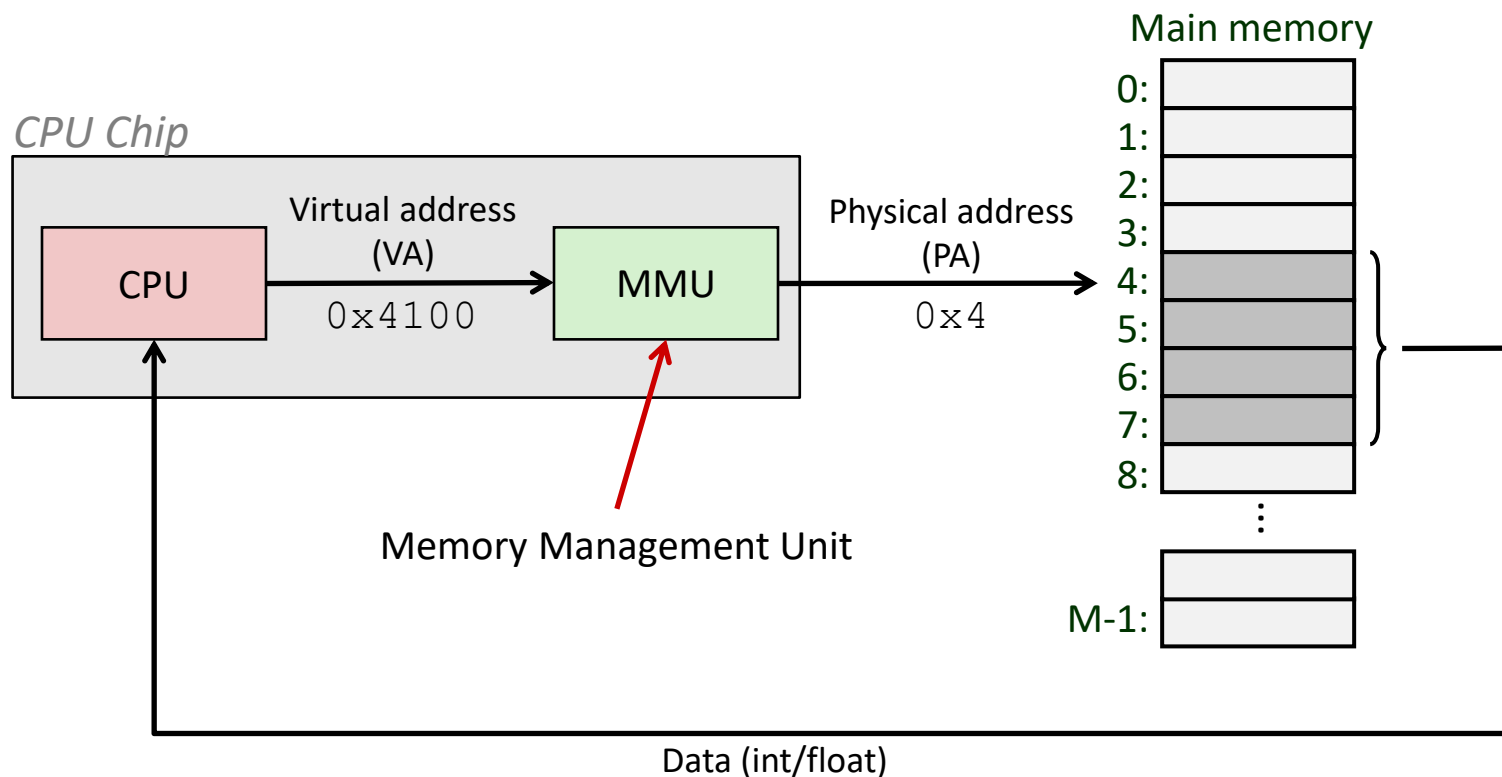 Main memory
CPU Chip
0:
1:
2:
3:
4:
5:
6:
7:
8:
...
M-1:
Virtual address
(VA)
0x4100
Physical address
(PA)
0x4
CPU
MMU
Memory Management Unit
Data (int/float)